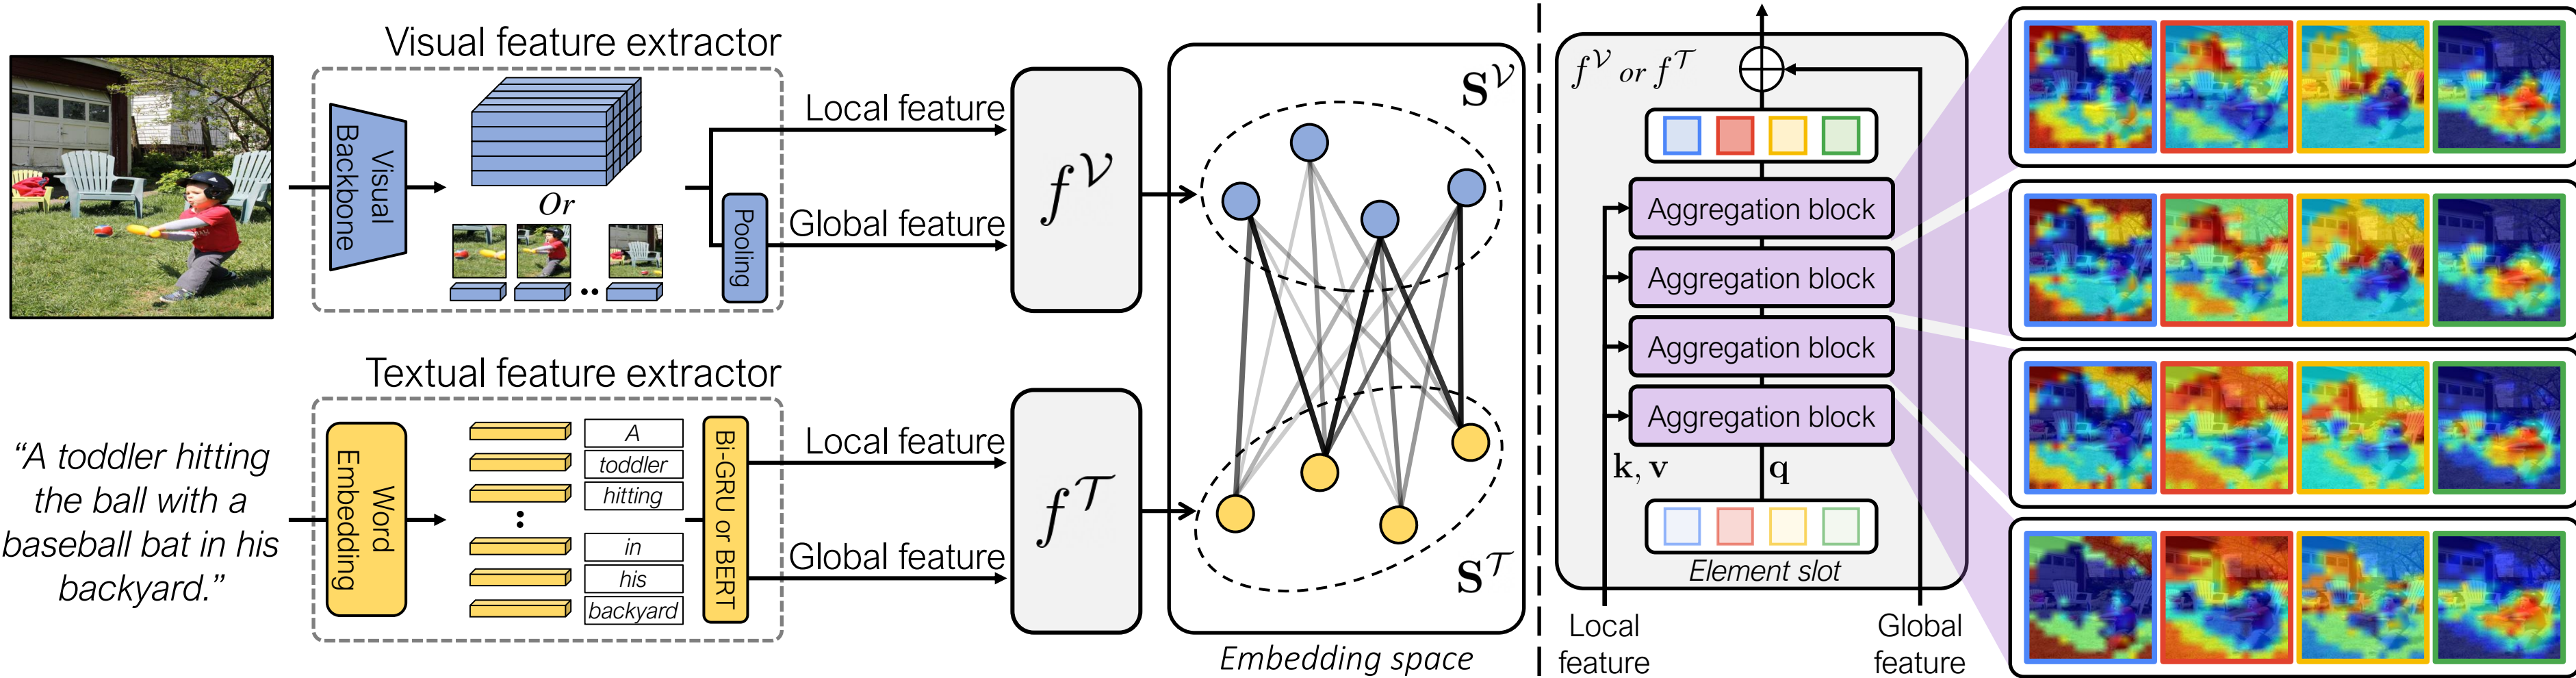 Visual feature extractor
Visual
Backbone
Or
Pooling
Local feature
Global feature
f^𝒱
Textual feature extractor
“A toddler hitting
the ball with a
baseball bat in his
backyard.”
Word
Embedding
A
toddler
hitting
:
in
his
backyard
Bi-GRU or BERT
Local feature
Global feature
f^𝒯
S^𝒱
S^𝒯
Embedding space
f^𝒱 or f^𝒯
Aggregation block
Aggregation block
Aggregation block
Aggregation block
k, v
q
Element slot
Local
feature
Global
feature